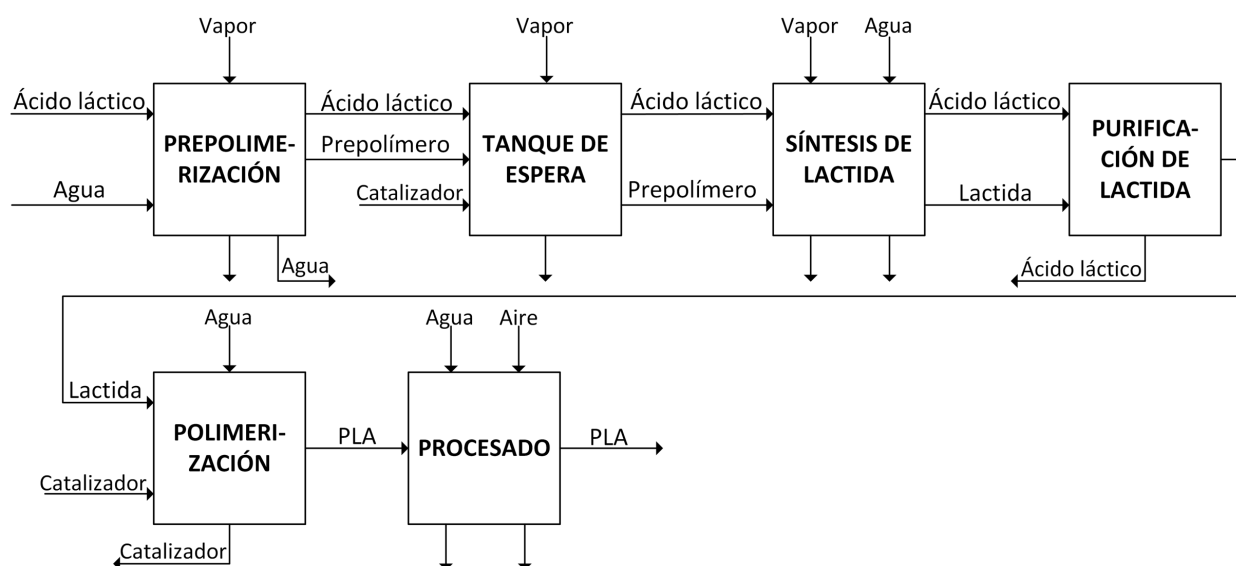 Vapor
Vapor
Vapor
Agua
Ácido láctico
Ácido láctico
Ácido láctico
Ácido láctico
PREPOLIME-
RIZACIÓN
Prepolímero
TANQUE DE
ESPERA
SÍNTESIS DE
LACTIDA
PURIFICA-
CIÓN DE
LACTIDA
Agua
Catalizador
Prepolímero
Lactida
Agua
Ácido láctico
Agua
Agua
Aire
Lactida
POLIMERI-
ZACIÓN
PLA
PROCESADO
PLA
Catalizador
Catalizador